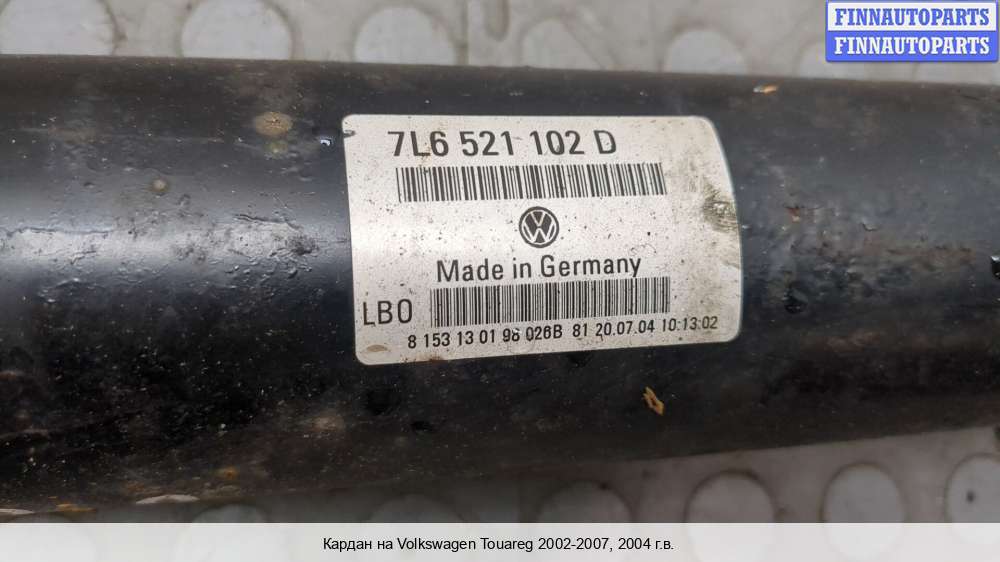 FINNAUTOPARTS
FINNAUTOPARTS
7L6 521 102 D
Made in Germany
LBO
8 153 13 01 98 026B 81 20.07.04 10:13:02
Кардан на Volkswagen Touareg 2002-2007, 2004 г.в.